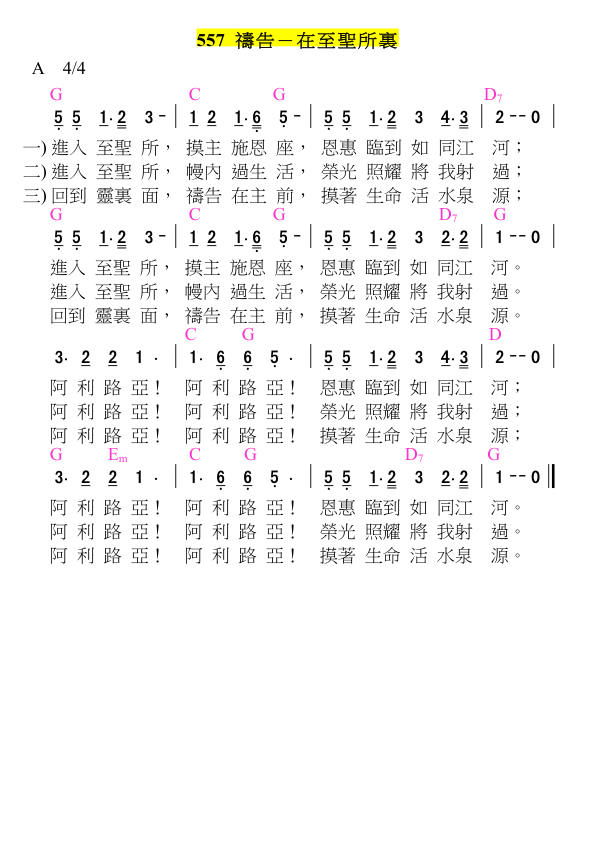 557 禱告－在至聖所裏
A 4/4
G C G D7
5 5 1·2 3 - | 1 2 1·6 5 - | 5 5 1·2 3 4·3 | 2 - - 0 |
一) 進入 至聖 所， 摸主 施恩 座， 恩惠 臨到 如 同江 河；
二) 進入 至聖 所， 幔內 過生 活， 榮光 照耀 將 我射 過；
三) 回到 靈裏 面， 禱告 在主 前， 摸著 生命 活 水泉 源；
G C G D7 G
5 5 1·2 3 - | 1 2 1·6 5 - | 5 5 1·2 3 2·2 | 1 - - 0 |
進入 至聖 所， 摸主 施恩 座， 恩惠 臨到 如 同江 河。
進入 至聖 所， 幔內 過生 活， 榮光 照耀 將 我射 過。
回到 靈裏 面， 禱告 在主 前， 摸著 生命 活 水泉 源。
C G D
3· 2 2 1 · | 1· 6 6 5 · | 5 5 1·2 3 4·3 | 2 - - 0 |
阿 利 路 亞！ 阿 利 路 亞！ 恩惠 臨到 如 同江 河；
阿 利 路 亞！ 阿 利 路 亞！ 榮光 照耀 將 我射 過；
阿 利 路 亞！ 阿 利 路 亞！ 摸著 生命 活 水泉 源；
G Em C G D7 G
3· 2 2 1 · | 1· 6 6 5 · | 5 5 1·2 3 2·2 | 1 - - 0 ‖
阿 利 路 亞！ 阿 利 路 亞！ 恩惠 臨到 如 同江 河。
阿 利 路 亞！ 阿 利 路 亞！ 榮光 照耀 將 我射 過。
阿 利 路 亞！ 阿 利 路 亞！ 摸著 生命 活 水泉 源。